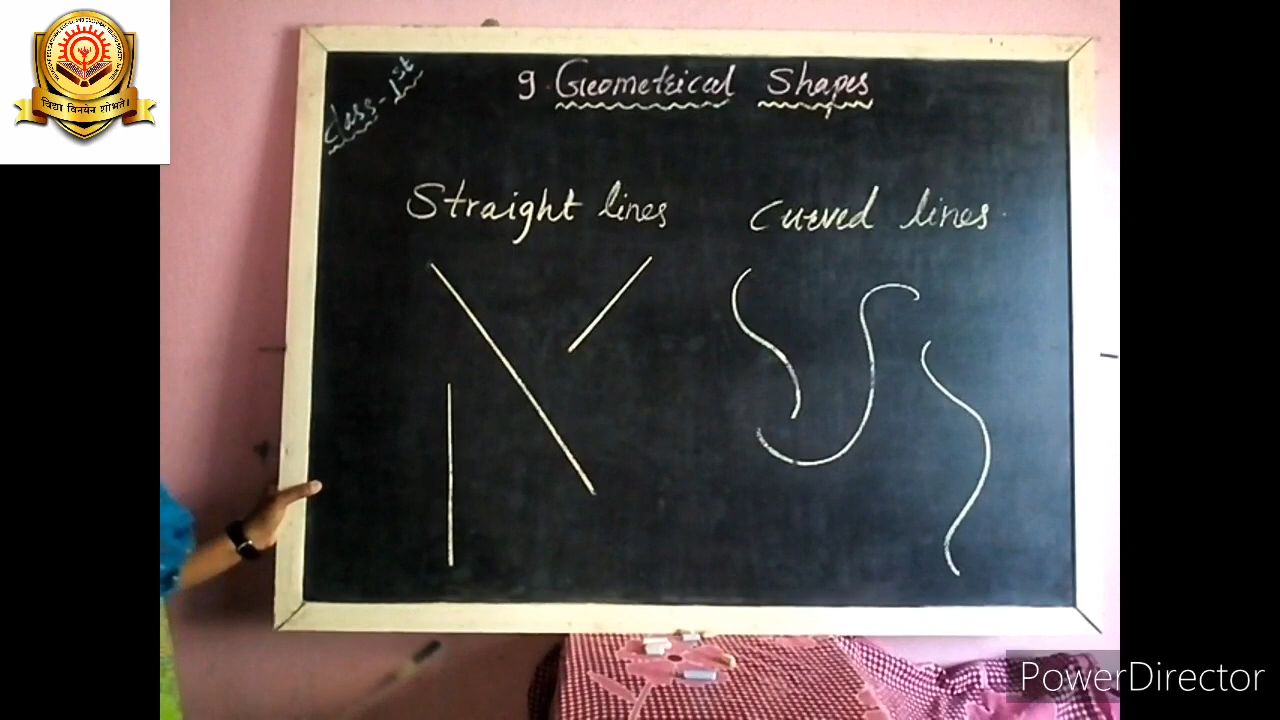 विद्या विनयेन शोभते।
Class-1st
9 Geometrical Shapes
Straight lines
Curved lines
PowerDirector